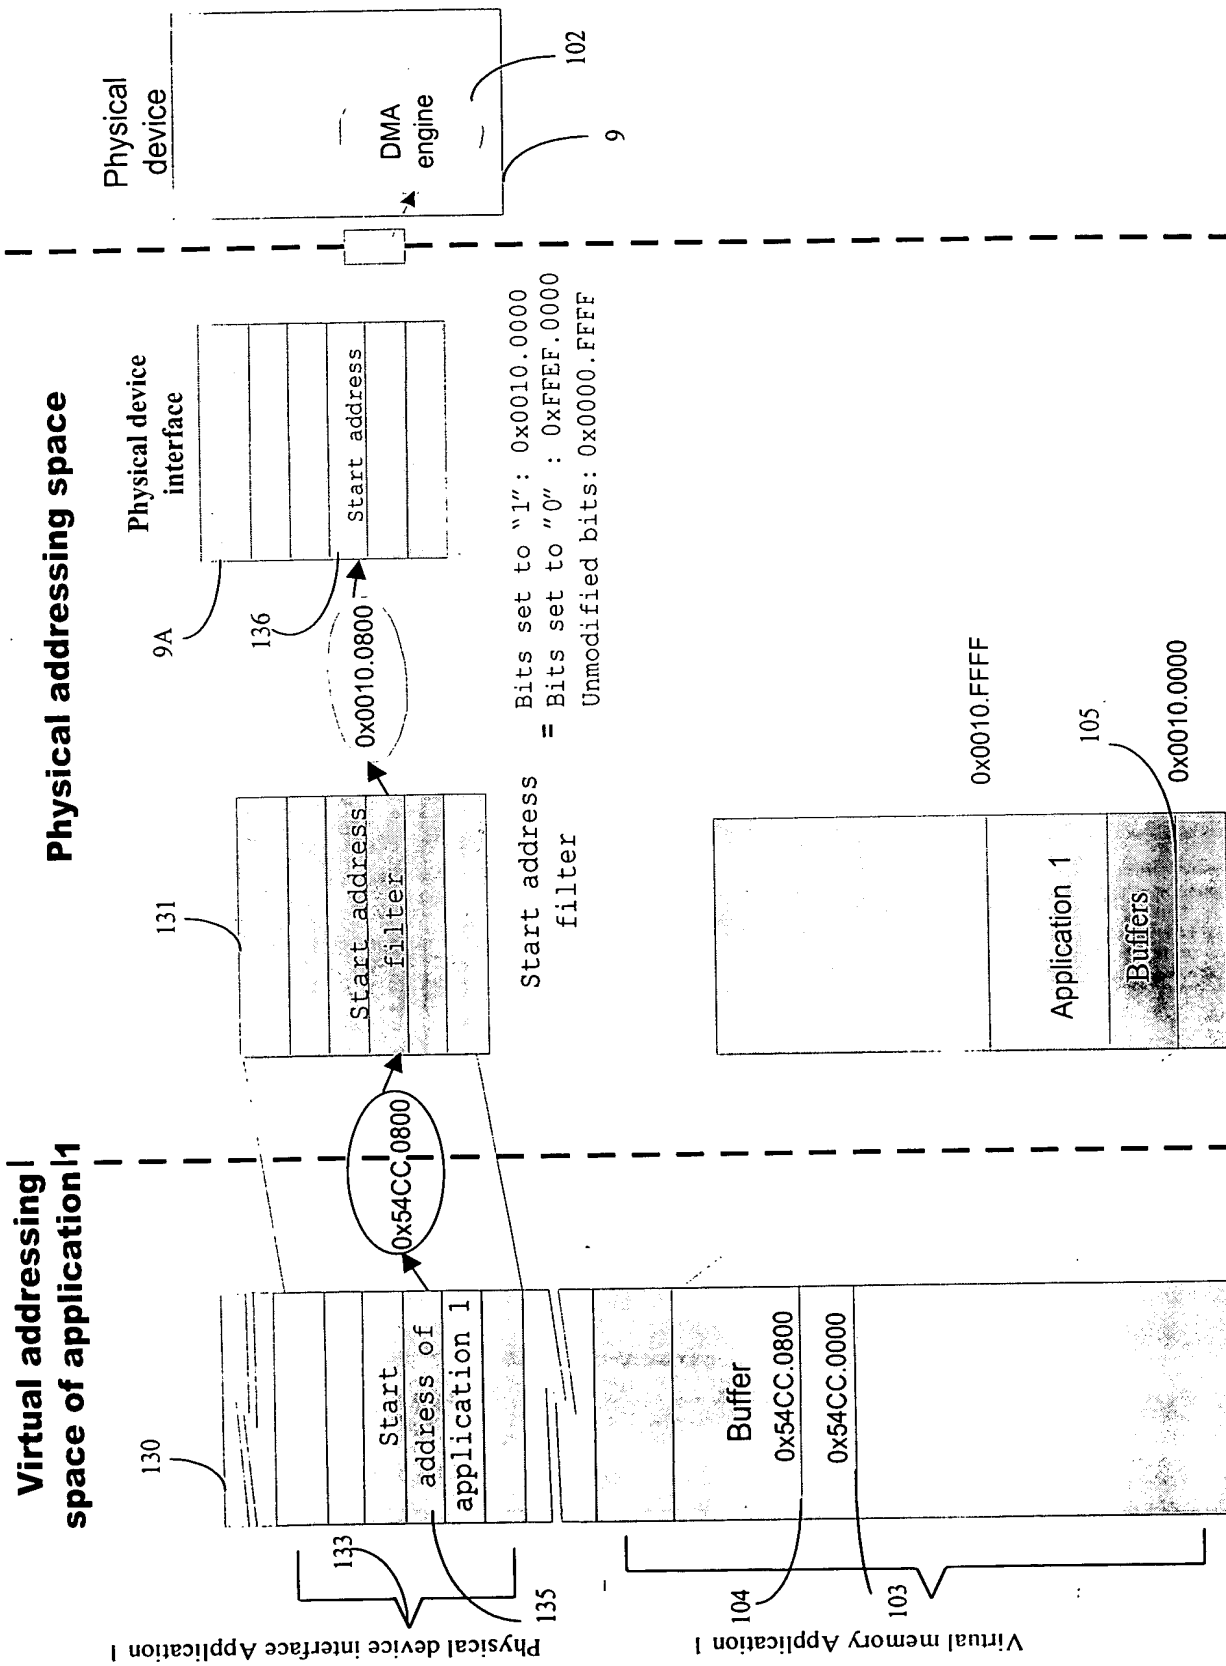 Virtual addressing
space of application 1
Physical addressing space
Physical
device
130
131
9A
136
Physical device
interface
DMA
engine
102
9
133
135
Physical device interface Application 1
Start
address of
application 1
0x54CC.0800
Start address
filter
0x0010.0800
Start address
Start address
filter
=
Bits set to "1": 0x0010.0000
Bits set to "0" : 0xFFEF.0000
Unmodified bits: 0x0000.FFFF
104
103
Virtual memory Application 1
Buffer
0x54CC.0800
0x54CC.0000
Application 1
Buffers
0x0010.FFFF
105
0x0010.0000